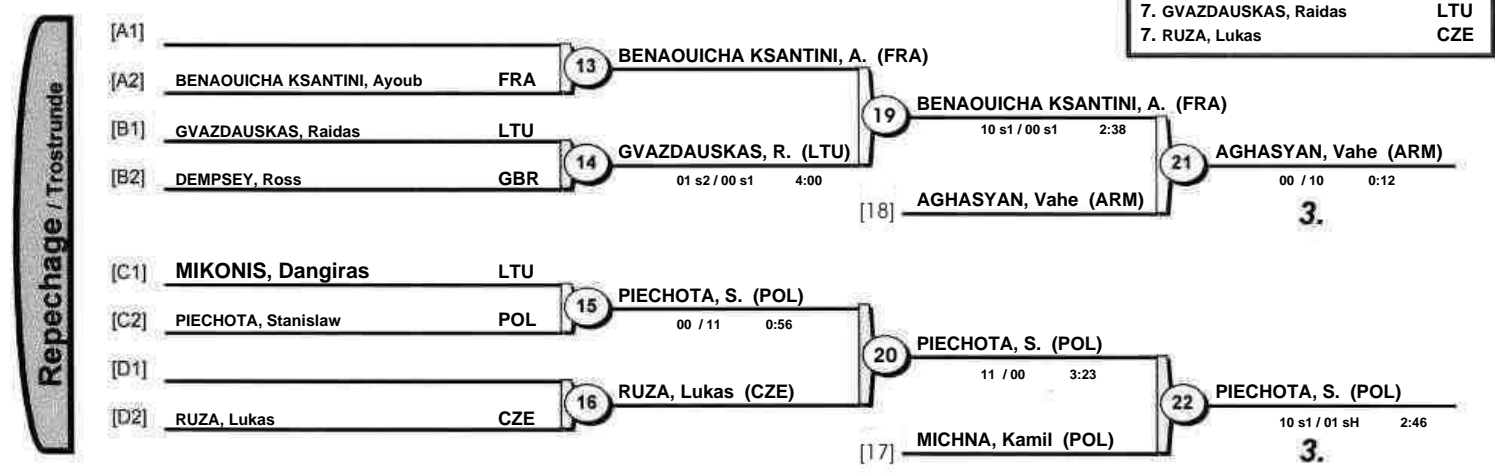 7. GVAZDAUSKAS, Raidas LTU
7. RUZA, Lukas CZE
Repechage / Trostrunde
[A1]
13 BENAOUICHA KSANTINI, A. (FRA)
[A2] BENAOUICHA KSANTINI, Ayoub FRA
19 BENAOUICHA KSANTINI, A. (FRA)
10 s1 / 00 s1 2:38
[B1] GVAZDAUSKAS, Raidas LTU
14 GVAZDAUSKAS, R. (LTU)
01 s2 / 00 s1 4:00
[B2] DEMPSEY, Ross GBR
21 AGHASYAN, Vahe (ARM)
00 / 10 0:12
3.
[18] AGHASYAN, Vahe (ARM)
[C1] MIKONIS, Dangiras LTU
15 PIECHOTA, S. (POL)
00 / 11 0:56
[C2] PIECHOTA, Stanislaw POL
20 PIECHOTA, S. (POL)
11 / 00 3:23
[D1]
16 RUZA, Lukas (CZE)
[D2] RUZA, Lukas CZE
22 PIECHOTA, S. (POL)
10 s1 / 01 sH 2:46
3.
[17] MICHNA, Kamil (POL)